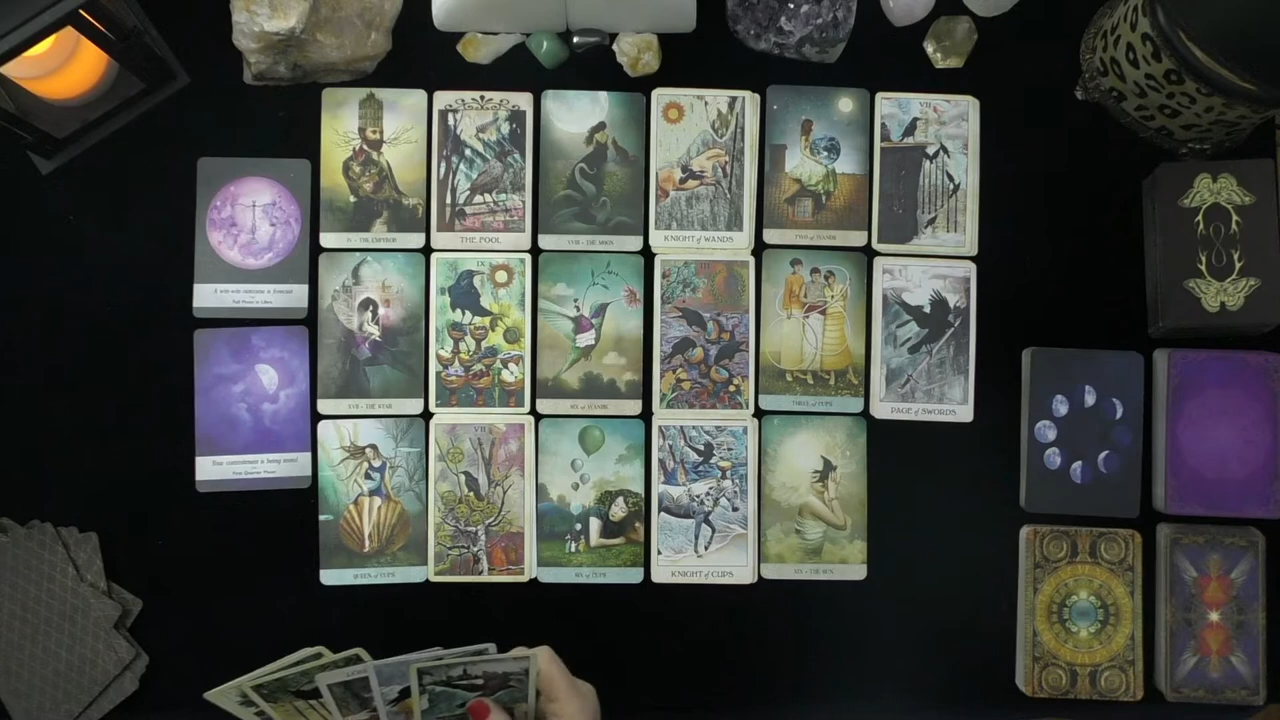 IV - THE EMPEROR
THE FOOL
XVIII - THE MOON
KNIGHT of WANDS
TWO of WANDS
VII
Full Moon in Libra
XVII - THE STAR
IX
SIX of WANDS
III
THREE of CUPS
PAGE of SWORDS
First Quarter Moon
QUEEN of CUPS
VII
SIX of CUPS
KNIGHT of CUPS
XIX - THE SUN